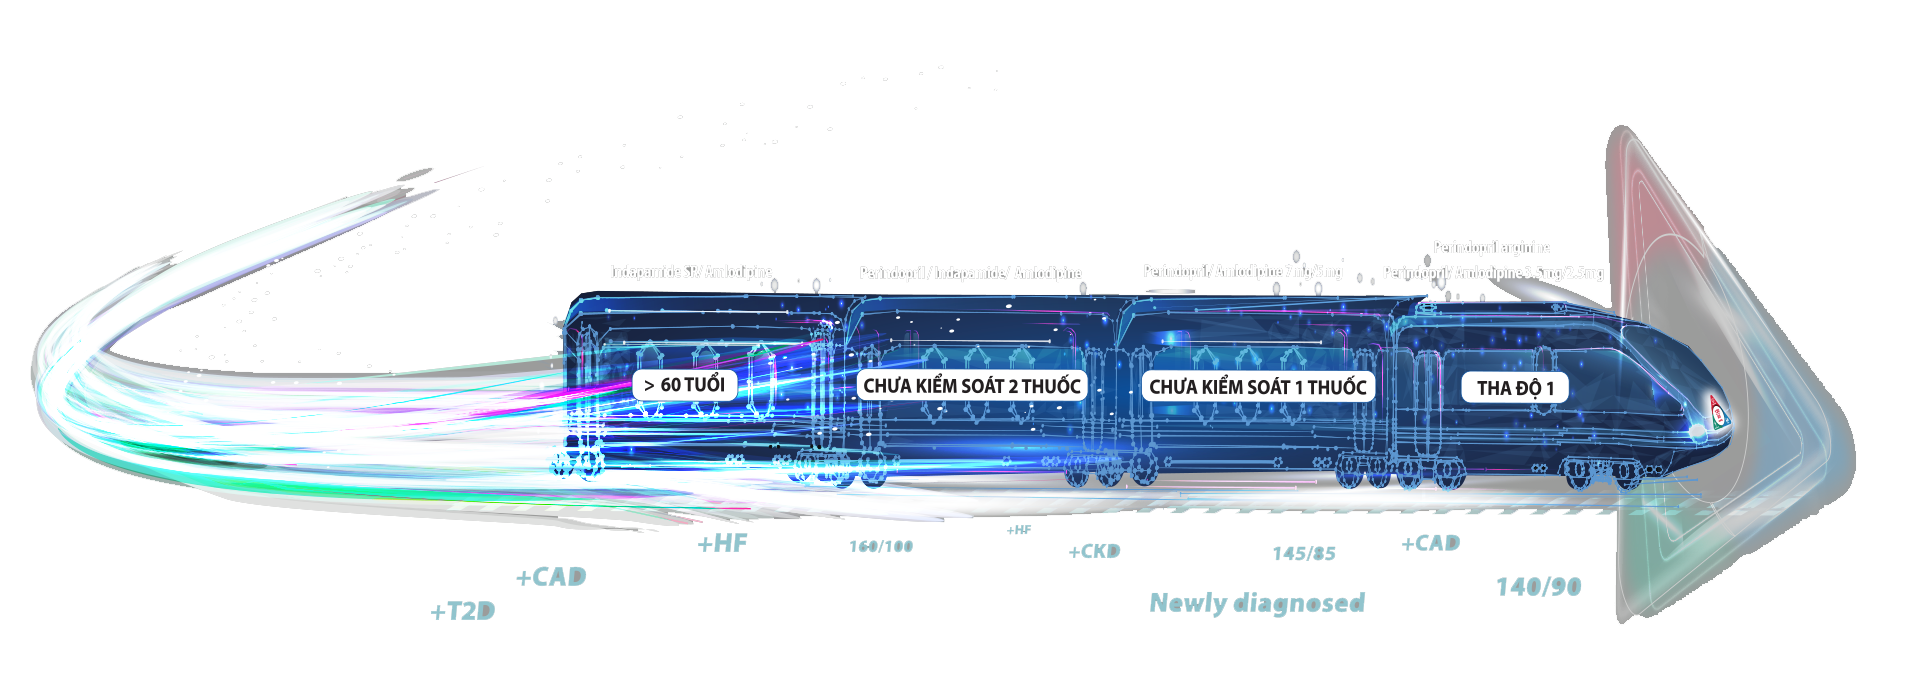 Perindopril arginine
Indapamide SR/ Amlodipine
Perindopril/ Indapamide/ Amlodipine
Perindopril/ Amlodipine 7mg/5mg
Perindopril/ Amlodipine 3.5mg/2.5mg
> 60 TUỔI
CHƯA KIỂM SOÁT 2 THUỐC
CHƯA KIỂM SOÁT 1 THUỐC
THA ĐỘ 1
+HF
+HF
160/100
+CKD
145/85
+CAD
+CAD
140/90
+T2D
Newly diagnosed